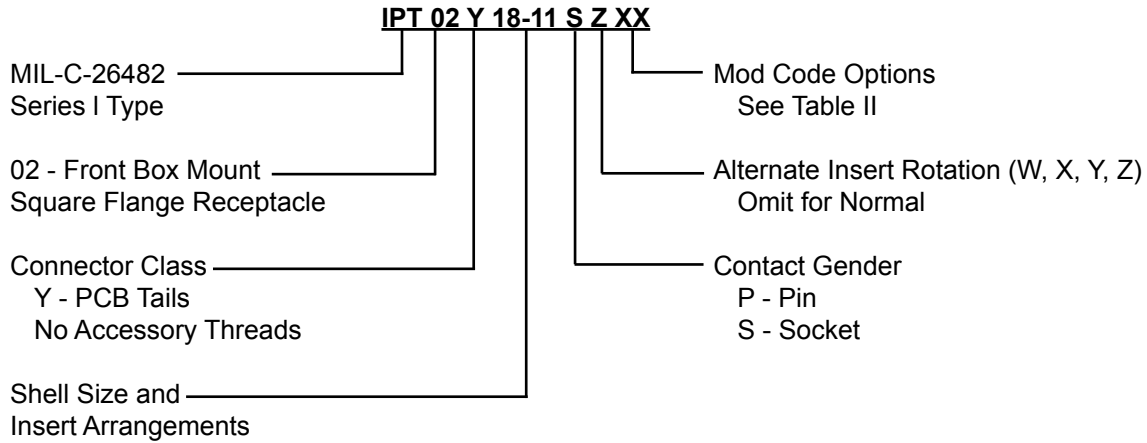 IPT 02 Y 18-11 S Z XX
MIL-C-26482
Series I Type
02 - Front Box Mount
Square Flange Receptacle
Connector Class
Y - PCB Tails
No Accessory Threads
Shell Size and
Insert Arrangements
Mod Code Options
See Table II
Alternate Insert Rotation (W, X, Y, Z)
Omit for Normal
Contact Gender
P - Pin
S - Socket